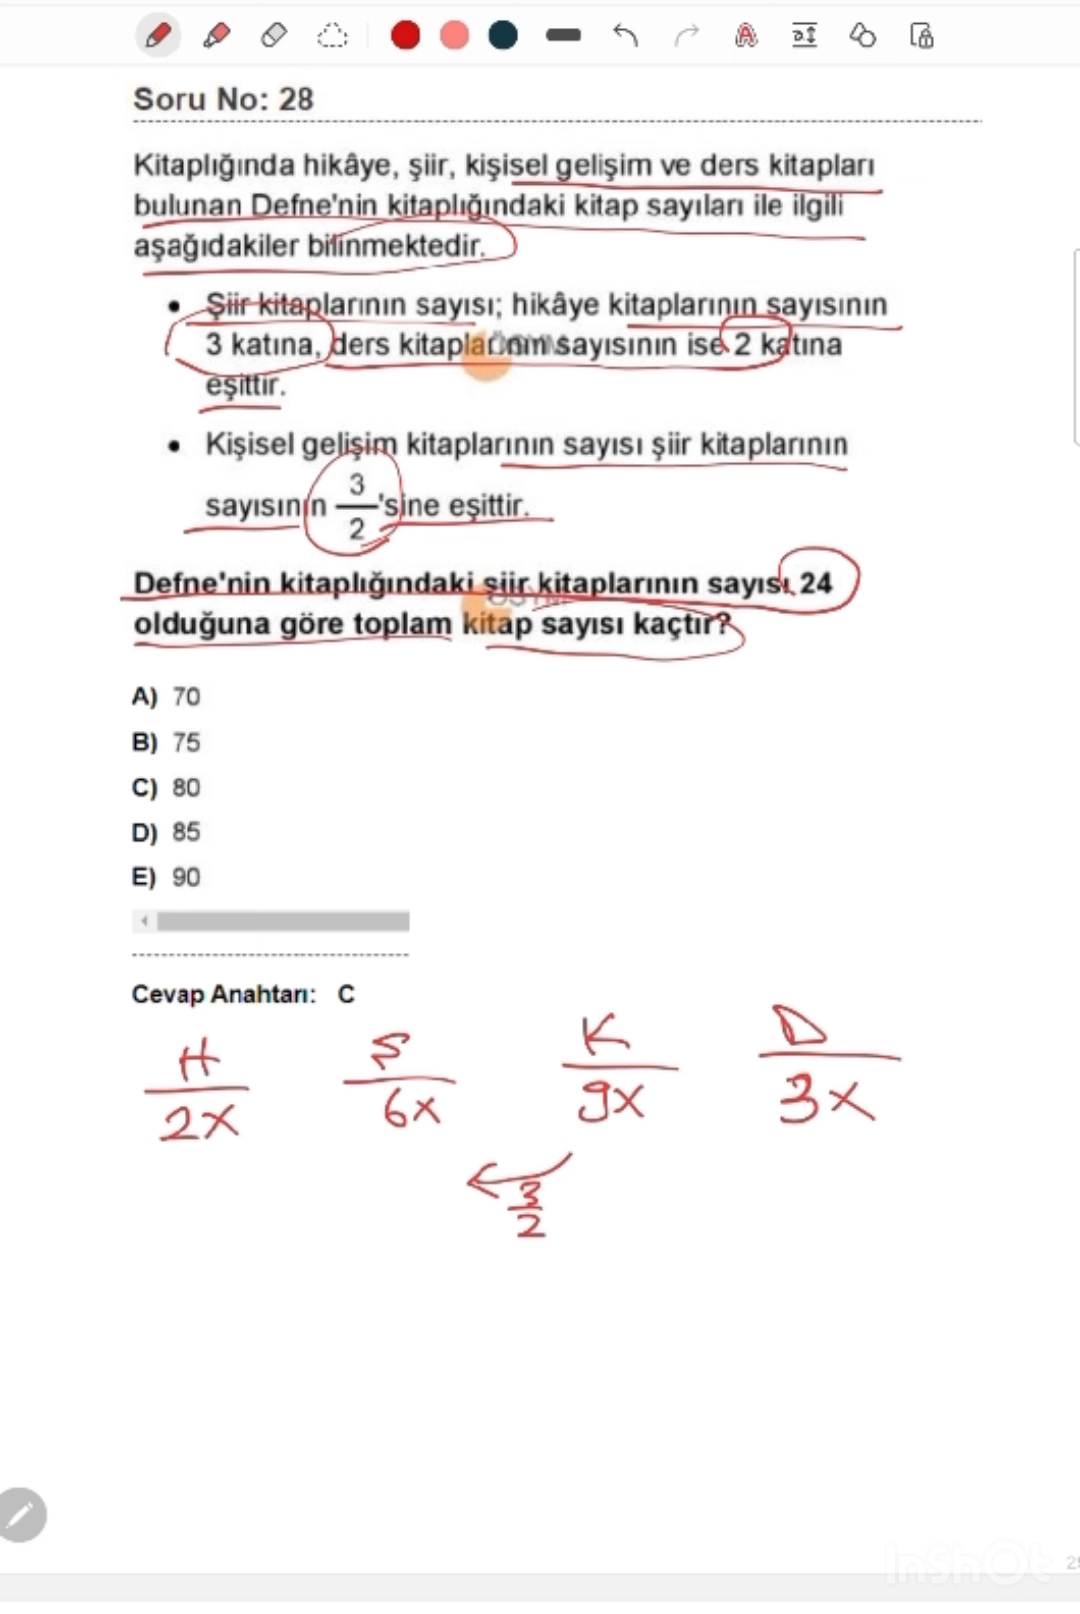 Soru No: 28
Kitaplığında hikâye, şiir, kişisel gelişim ve ders kitapları
bulunan Defne'nin kitaplığındaki kitap sayıları ile ilgili
aşağıdakiler bilinmektedir.
• Şiir kitaplarının sayısı; hikâye kitaplarının sayısının
3 katına, ders kitaplarının sayısının ise 2 katına
eşittir.
• Kişisel gelişim kitaplarının sayısı şiir kitaplarının
sayısının 3/2'sine eşittir.
Defne'nin kitaplığındaki şiir kitaplarının sayısı 24
olduğuna göre toplam kitap sayısı kaçtır?
A) 70
B) 75
C) 80
D) 85
E) 90
Cevap Anahtarı: C
H Ş K D
2X 6X 9X 3X
3/2
InShOt